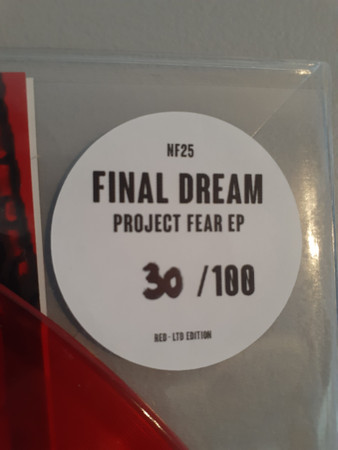 NF25
FINAL DREAM
PROJECT FEAR EP
30 /100
RED - LTD EDITION